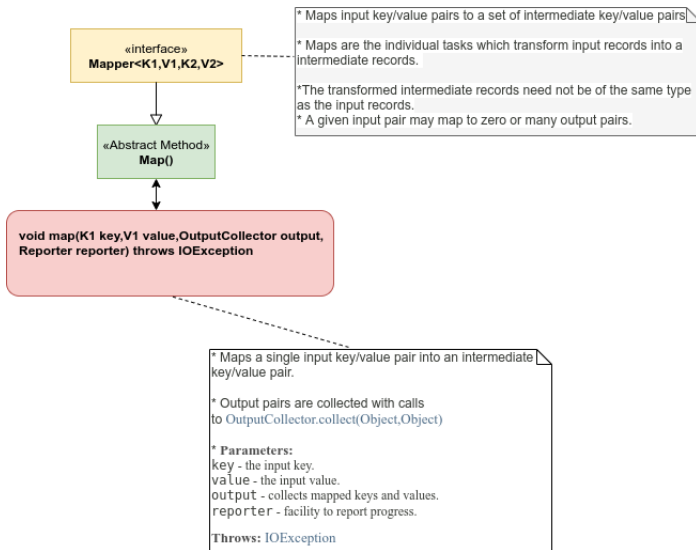 * Maps input key/value pairs to a set of intermediate key/value pairs
* Maps are the individual tasks which transform input records into a
intermediate records.
*The transformed intermediate records need not be of the same type
as the input records.
* A given input pair may map to zero or many output pairs.
«interface»
Mapper<K1,V1,K2,V2>
«Abstract Method»
Map()
void map(K1 key,V1 value,OutputCollector output,
Reporter reporter) throws IOException
* Maps a single input key/value pair into an intermediate
key/value pair.
* Output pairs are collected with calls
to OutputCollector.collect(Object,Object)
* Parameters:
key - the input key.
value - the input value.
output - collects mapped keys and values.
reporter - facility to report progress.
Throws: IOException